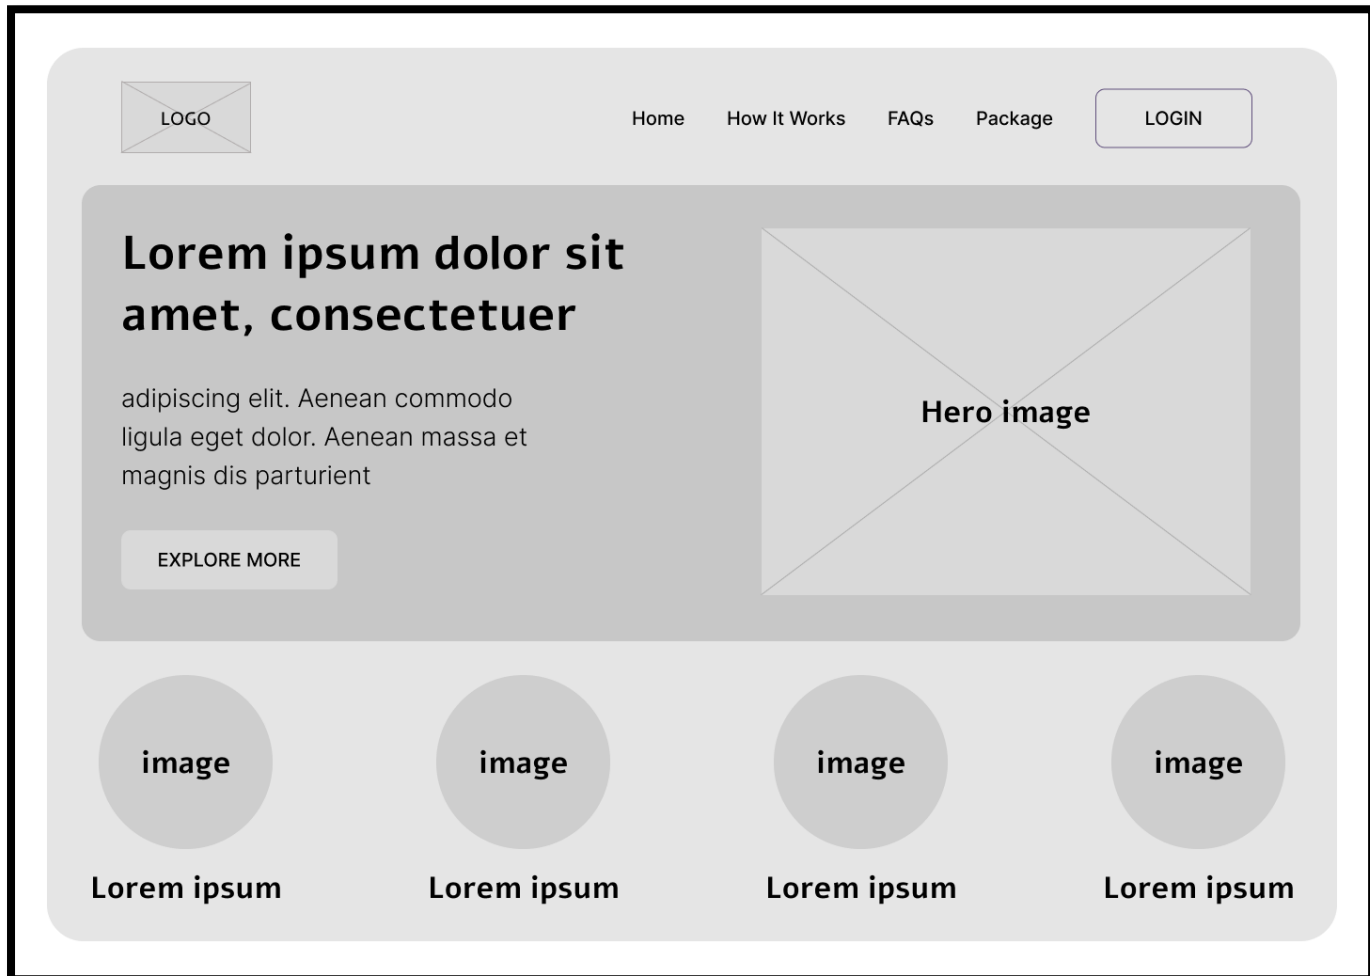 LOGO
Home
How It Works
FAQs
Package
LOGIN
Lorem ipsum dolor sit
amet, consectetuer
adipiscing elit. Aenean commodo
ligula eget dolor. Aenean massa et
magnis dis parturient
EXPLORE MORE
Hero image
image
image
image
image
Lorem ipsum
Lorem ipsum
Lorem ipsum
Lorem ipsum